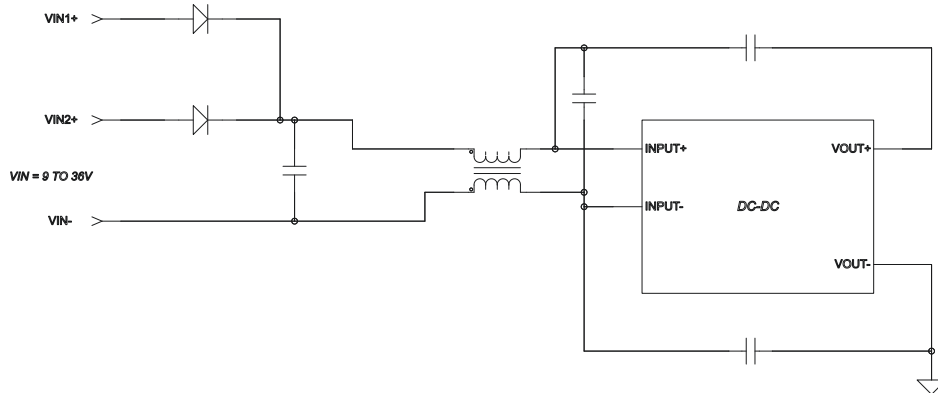 VIN1+
VIN2+
VIN = 9 TO 36V
VIN-
INPUT+
VOUT+
INPUT-
DC-DC
VOUT-